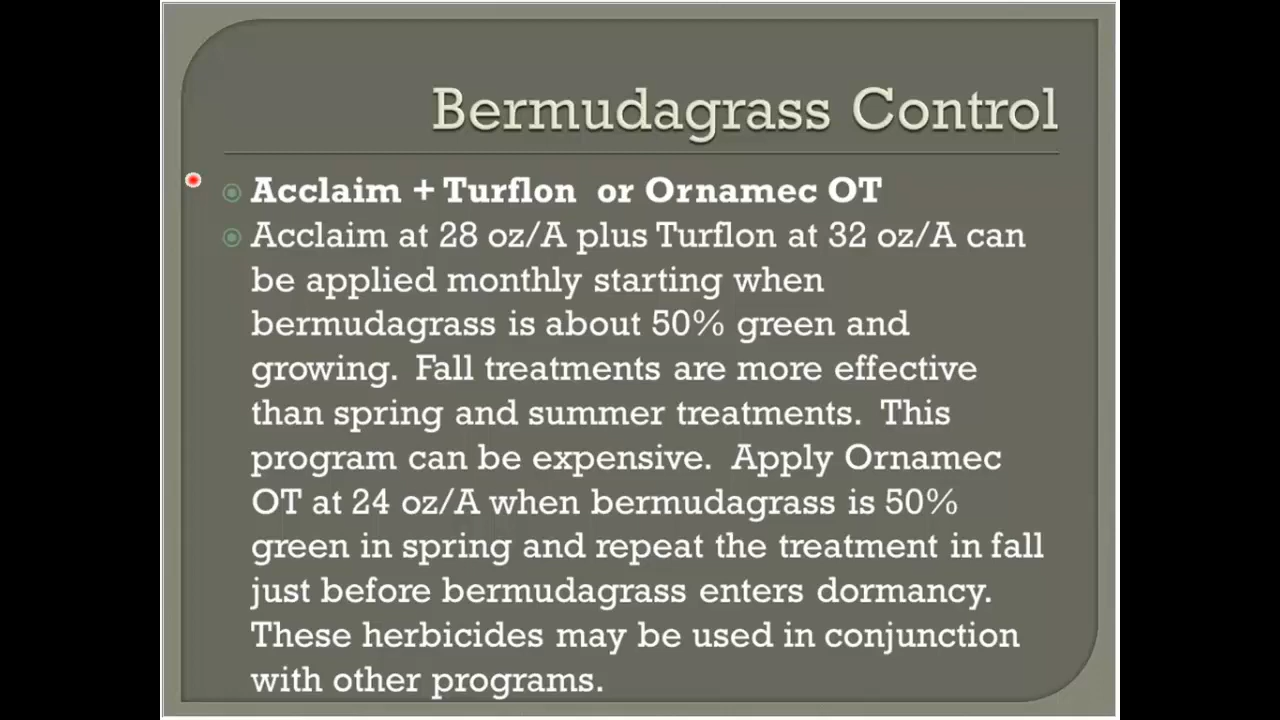 Bermudagrass Control
Acclaim + Turflon or Ornamec OT
Acclaim at 28 oz/A plus Turflon at 32 oz/A can
be applied monthly starting when
bermudagrass is about 50% green and
growing. Fall treatments are more effective
than spring and summer treatments. This
program can be expensive. Apply Ornamec
OT at 24 oz/A when bermudagrass is 50%
green in spring and repeat the treatment in fall
just before bermudagrass enters dormancy.
These herbicides may be used in conjunction
with other programs.